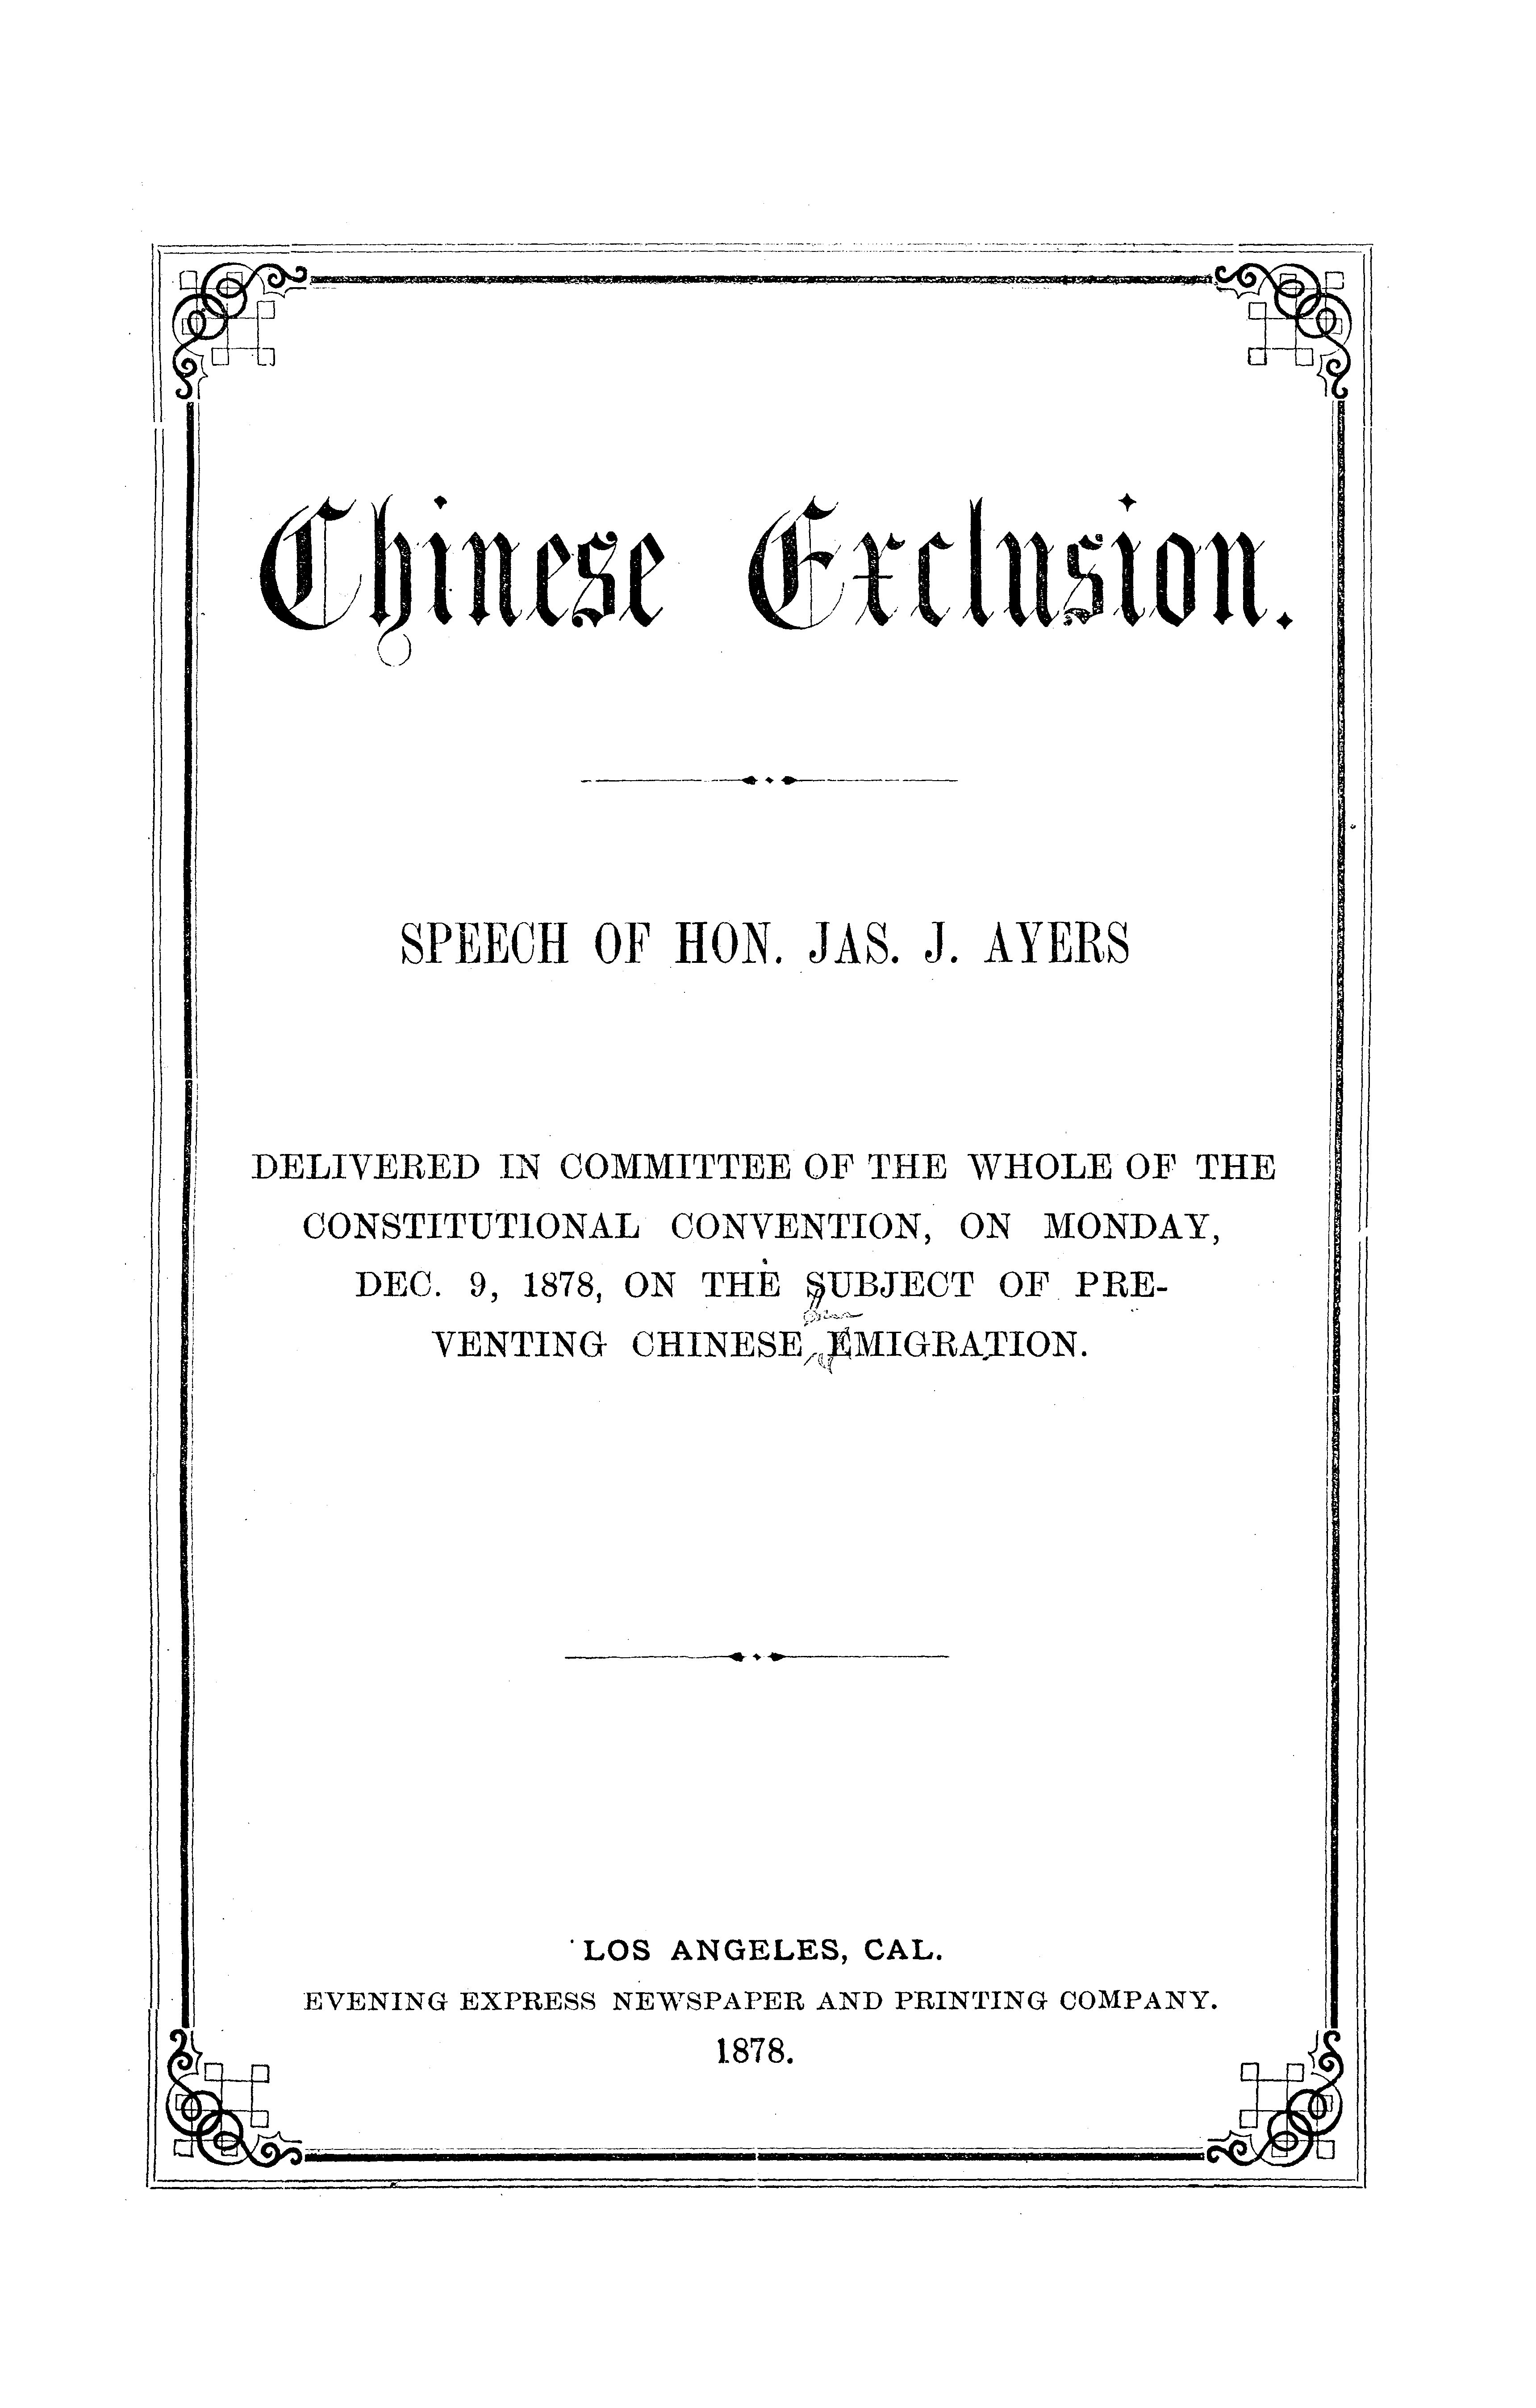 Chinese Exclusion.
SPEECH OF HON. JAS. J. AYERS
DELIVERED IN COMMITTEE OF THE WHOLE OF THE
CONSTITUTIONAL CONVENTION, ON MONDAY,
DEC. 9, 1878, ON THE SUBJECT OF PRE-
VENTING CHINESE EMIGRATION.
LOS ANGELES, CAL.
EVENING EXPRESS NEWSPAPER AND PRINTING COMPANY.
1878.